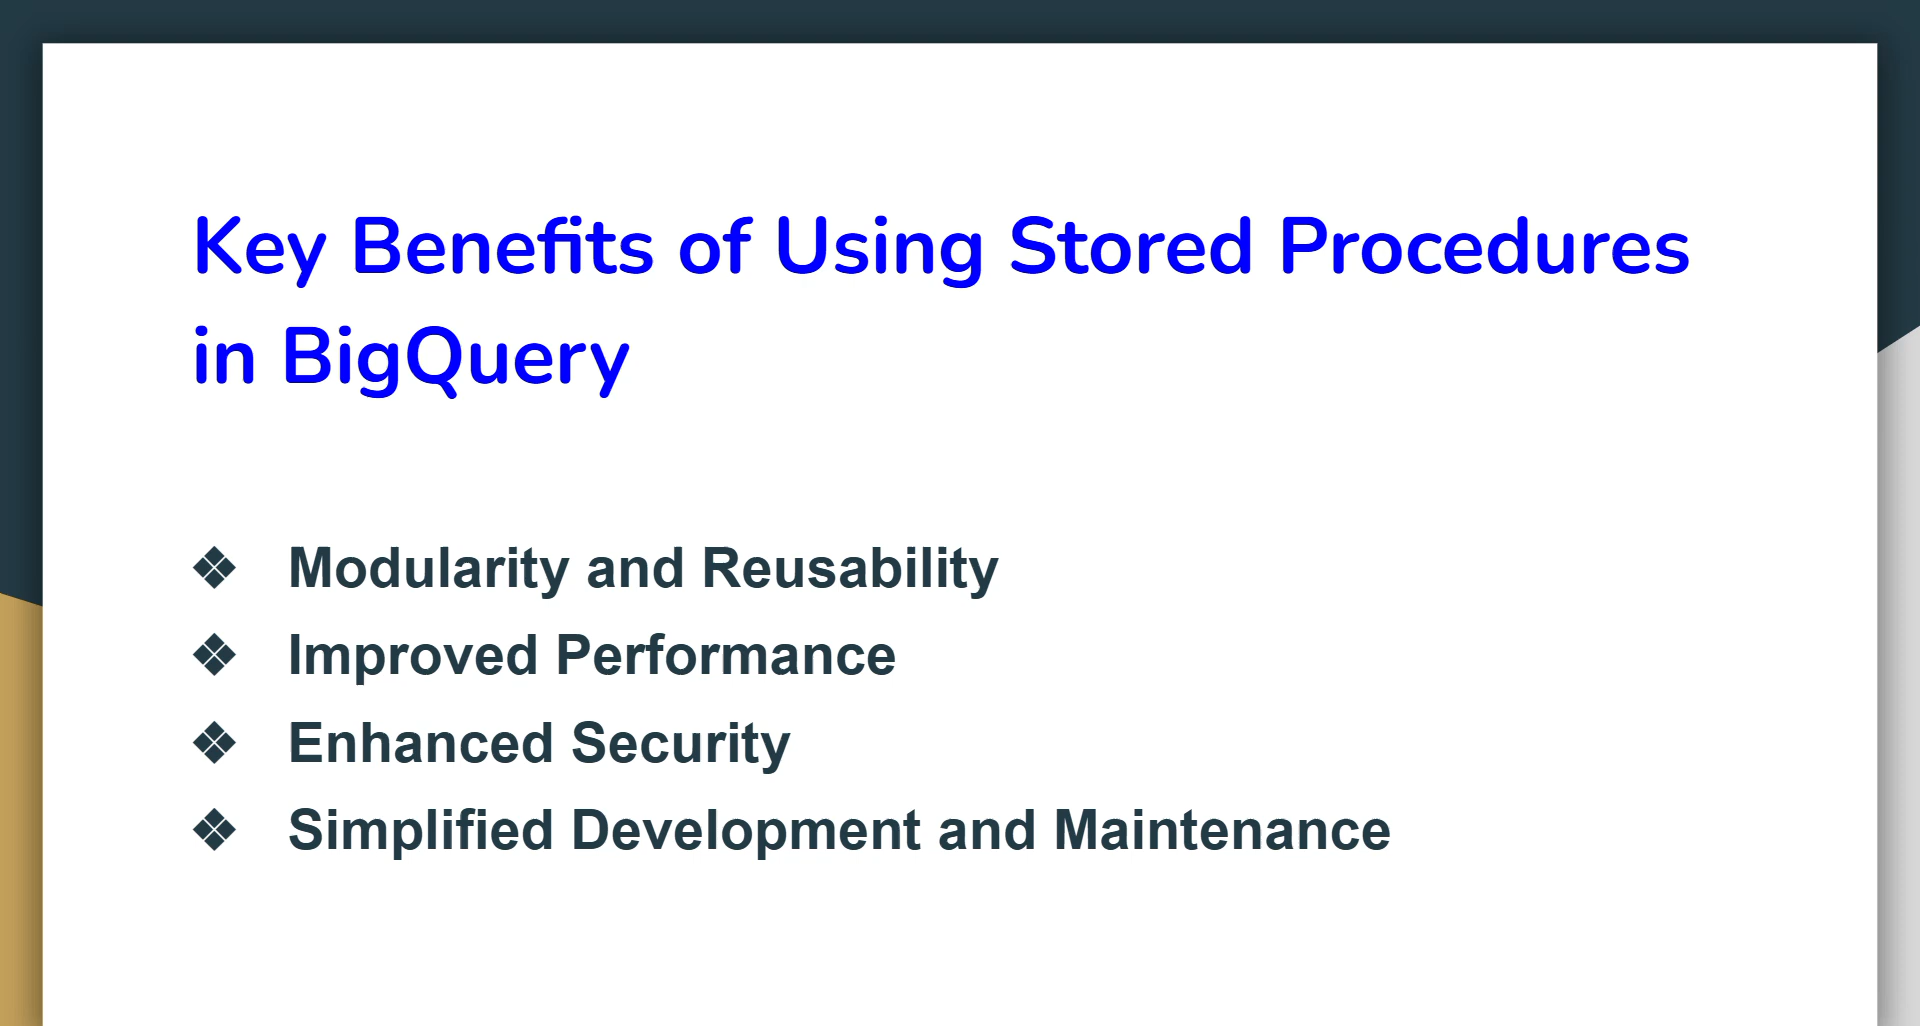 Key Benefits of Using Stored Procedures
in BigQuery
❖ Modularity and Reusability
❖ Improved Performance
❖ Enhanced Security
❖ Simplified Development and Maintenance